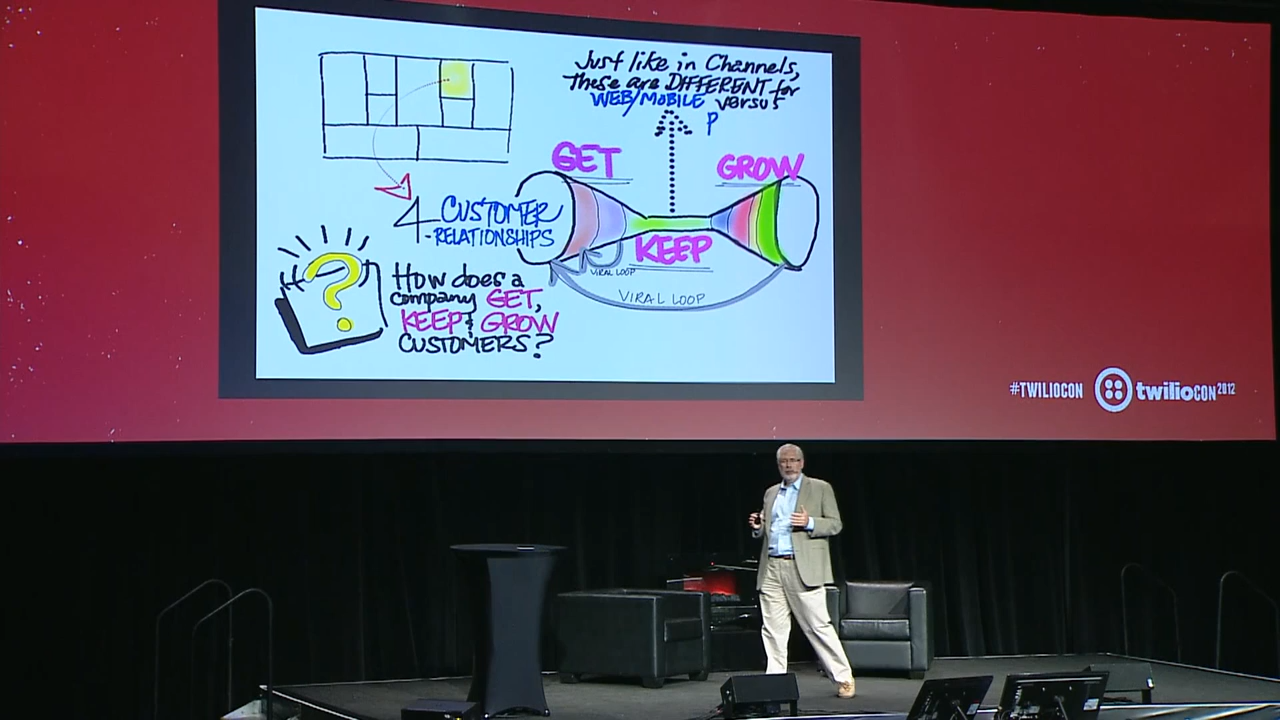 Just like in Channels,
these are DIFFERENT for
WEB/MOBILE versus
P
GET
GROW
4 CUSTOMER
-RELATIONSHIPS
KEEP
VIRAL LOOP
VIRAL LOOP
?
How does a
company GET,
KEEP & GROW
CUSTOMERS?
#TWILIOCON
twilioCON 2012